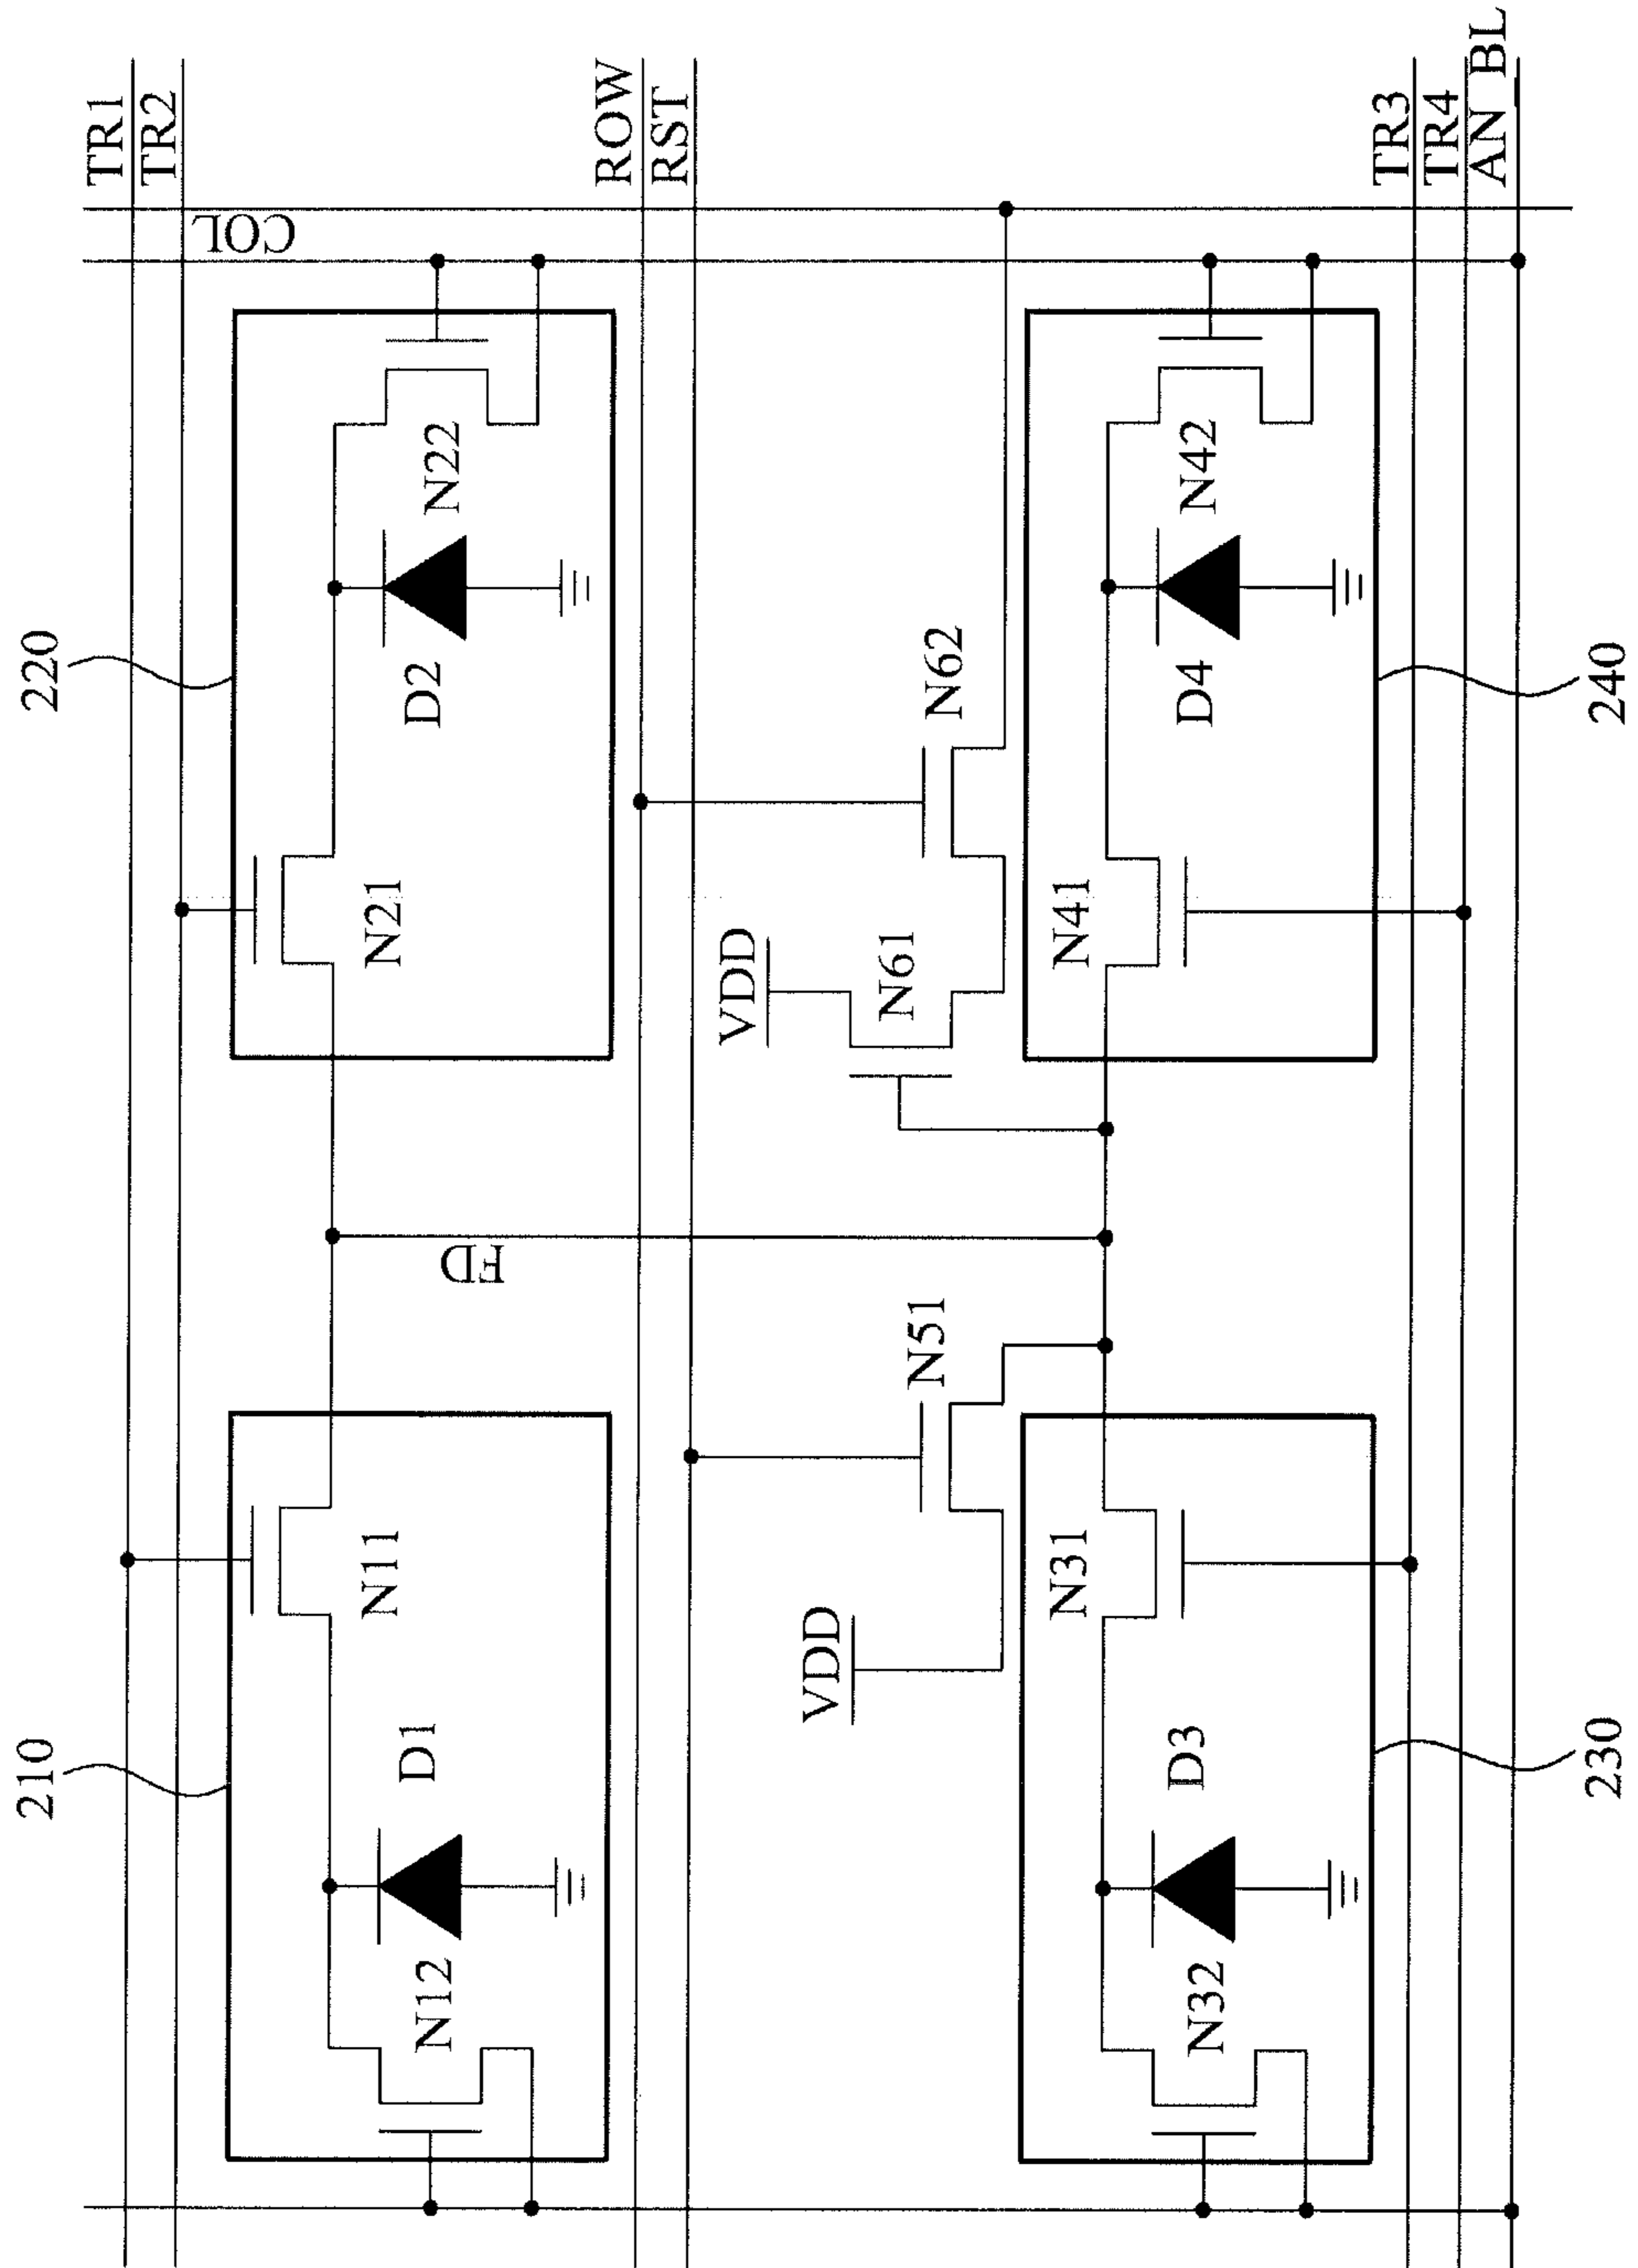 TR1
TR2
COL
220
N21
D2
N22
ROW
RST
VDD
N61
N62
N41
D4
N42
240
TR3
TR4
AN_BL
FD
210
N12
D1
N11
VDD
N51
N32
D3
N31
230